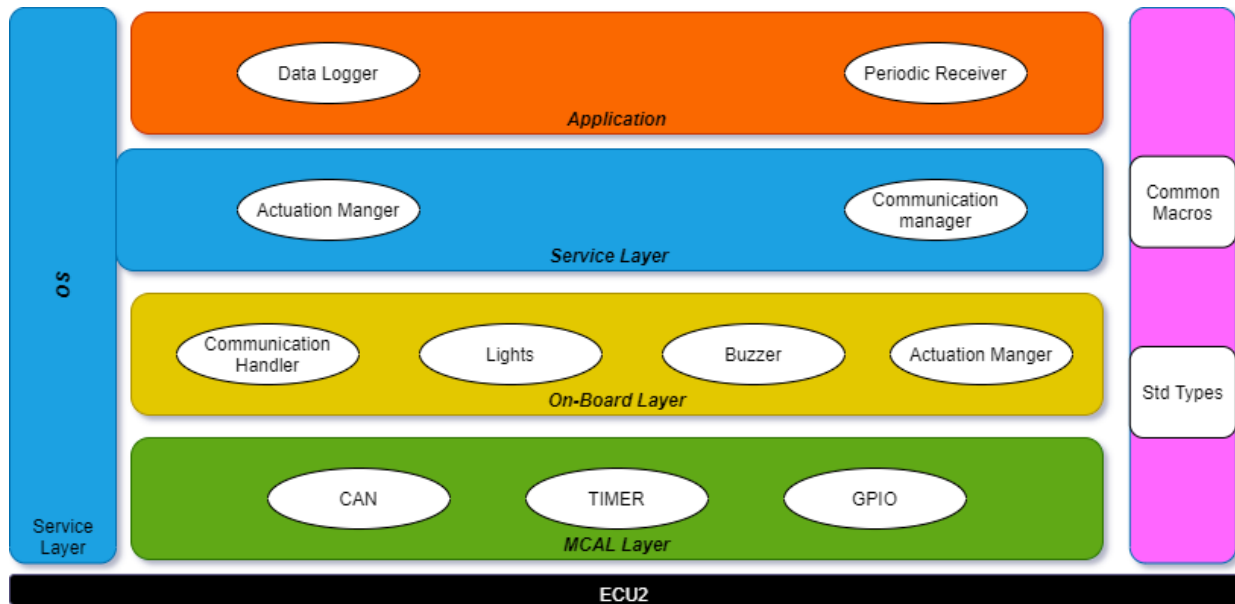 Data Logger
Periodic Receiver
Application
Actuation Manger
Communication
manager
Service Layer
OS
Communication
Handler
Lights
Buzzer
Actuation Manger
On-Board Layer
CAN
TIMER
GPIO
MCAL Layer
Service
Layer
Common
Macros
Std Types
ECU2